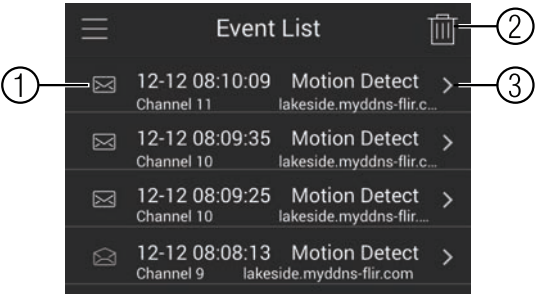 Event List
②
①
12-12 08:10:09 Motion Detect
③
Channel 11 lakeside.myddns-flir.c...
12-12 08:09:35 Motion Detect
Channel 10 lakeside.myddns-flir.c...
12-12 08:09:25 Motion Detect
Channel 10 lakeside.myddns-flir....
12-12 08:08:13 Motion Detect
Channel 9 lakeside.myddns-flir.com